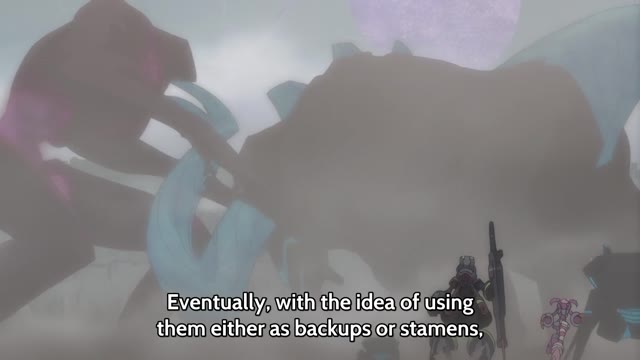 Eventually, with the idea of using
them either as backups or stamens,